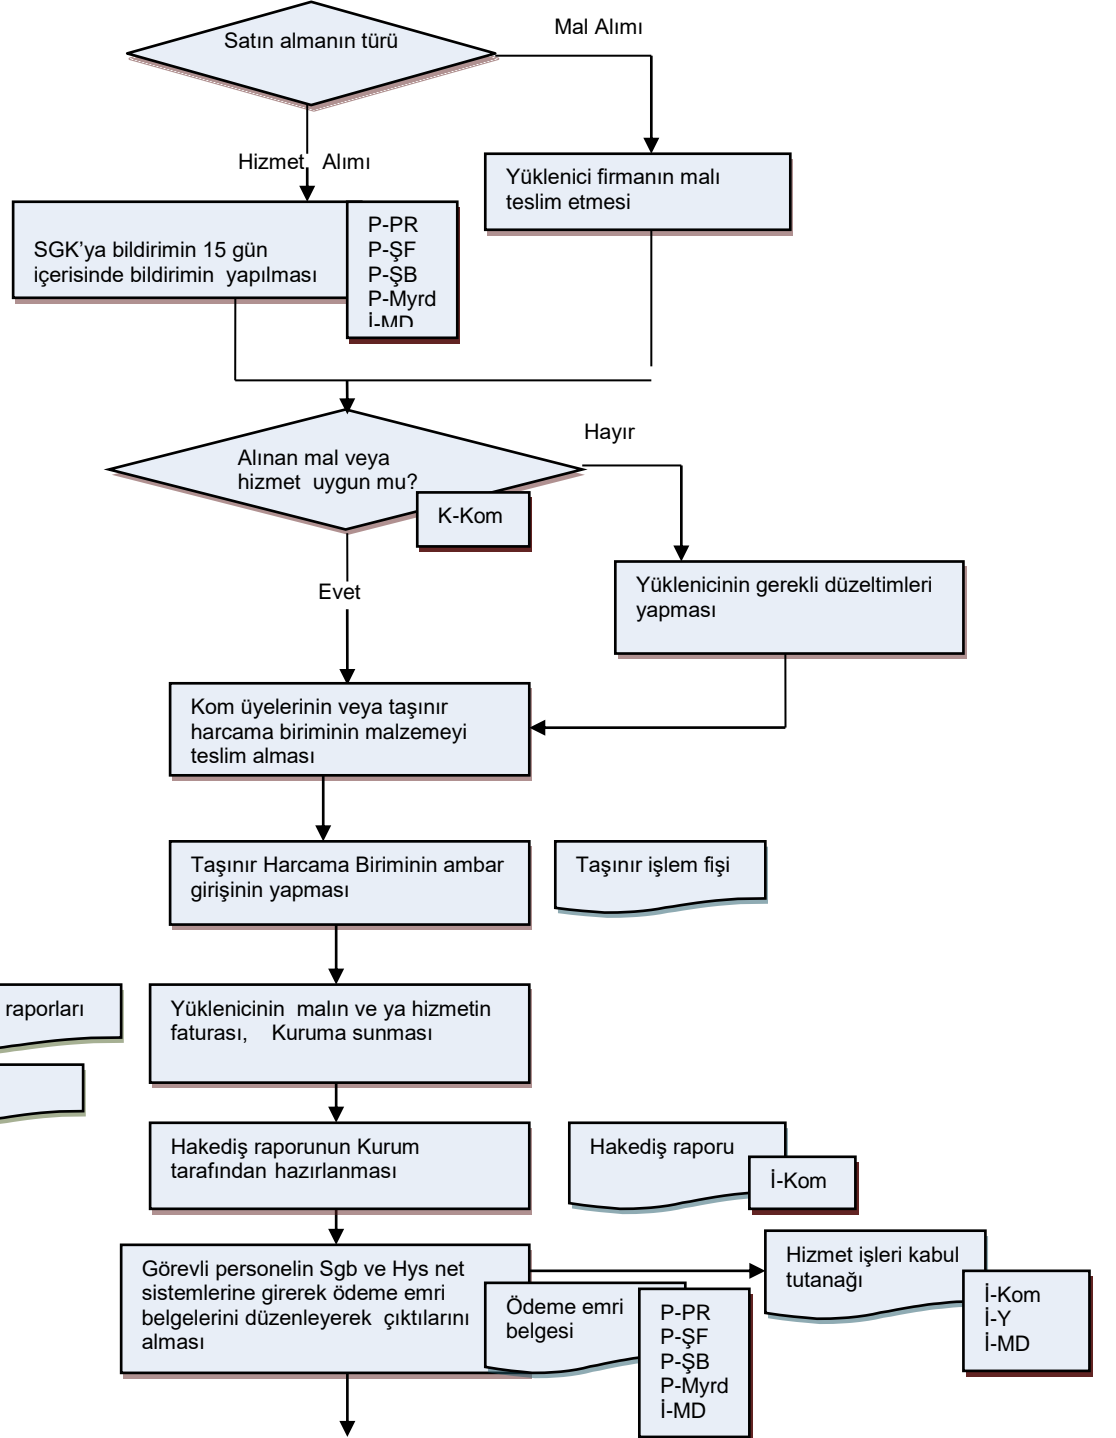 Satın almanın türü
Mal Alımı
Hizmet Alımı
Yüklenici firmanın malı
teslim etmesi
SGK'ya bildirimin 15 gün
içerisinde bildirimin yapılması
P-PR
P-ŞF
P-ŞB
P-Myrd
İ-MD
Hayır
Alınan mal veya
hizmet uygun mu?
K-Kom
Evet
Yüklenicinin gerekli düzeltimleri
yapması
Kom üyelerinin veya taşınır
harcama biriminin malzemeyi
teslim alması
Taşınır Harcama Biriminin ambar
girişinin yapması
Taşınır işlem fişi
raporları
Yüklenicinin malın ve ya hizmetin
faturası, Kuruma sunması
Hakediş raporunun Kurum
tarafından hazırlanması
Hakediş raporu
İ-Kom
Görevli personelin Sgb ve Hys net
sistemlerine girerek ödeme emri
belgelerini düzenleyerek çıktılarını
alması
Ödeme emri
belgesi
P-PR
P-ŞF
P-ŞB
P-Myrd
İ-MD
Hizmet işleri kabul
tutanağı
İ-Kom
İ-Y
İ-MD